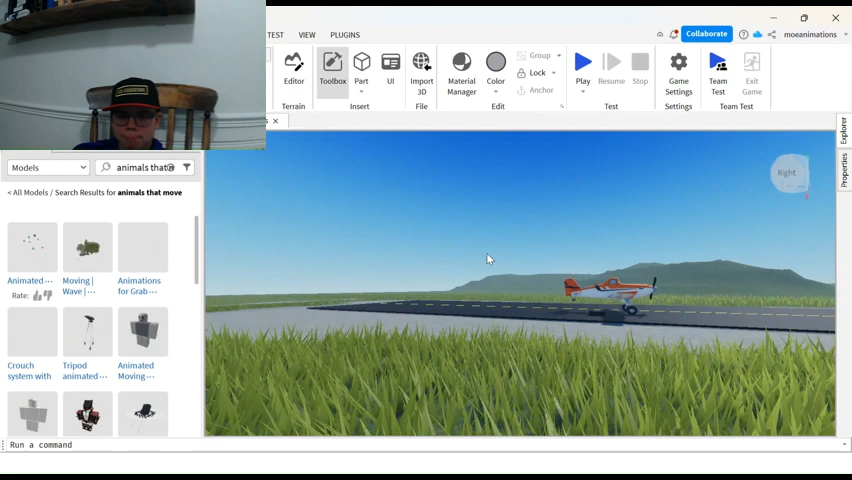 TEST VIEW PLUGINS
Collaborate
moeanimations
Editor
Toolbox
Part
UI
Import
3D
Material
Manager
Color
Group
Lock
Anchor
Play
Resume
Stop
Game
Settings
Team
Test
Exit
Game
Terrain
Insert
File
Edit
Test
Settings
Team Test
Models
animals that
< All Models / Search Results for animals that move
Right
Explorer
Properties
Animated ...
Rate:
Moving |
Wave | ...
Animations
for Grab
Crouch
system with
Tripod
animated...
Animated
Moving ...
Run a command